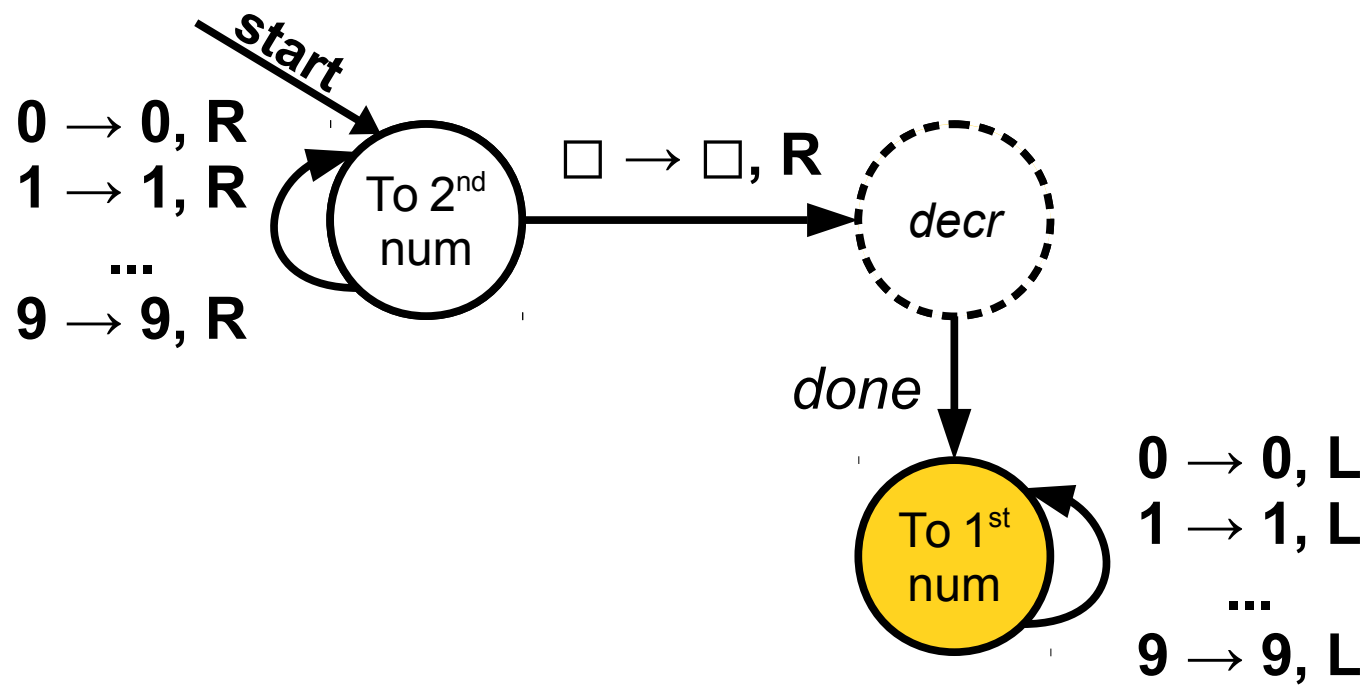 start
0 → 0, R
1 → 1, R
...
9 → 9, R
To 2nd
num
□ → □, R
decr
done
To 1st
num
0 → 0, L
1 → 1, L
...
9 → 9, L